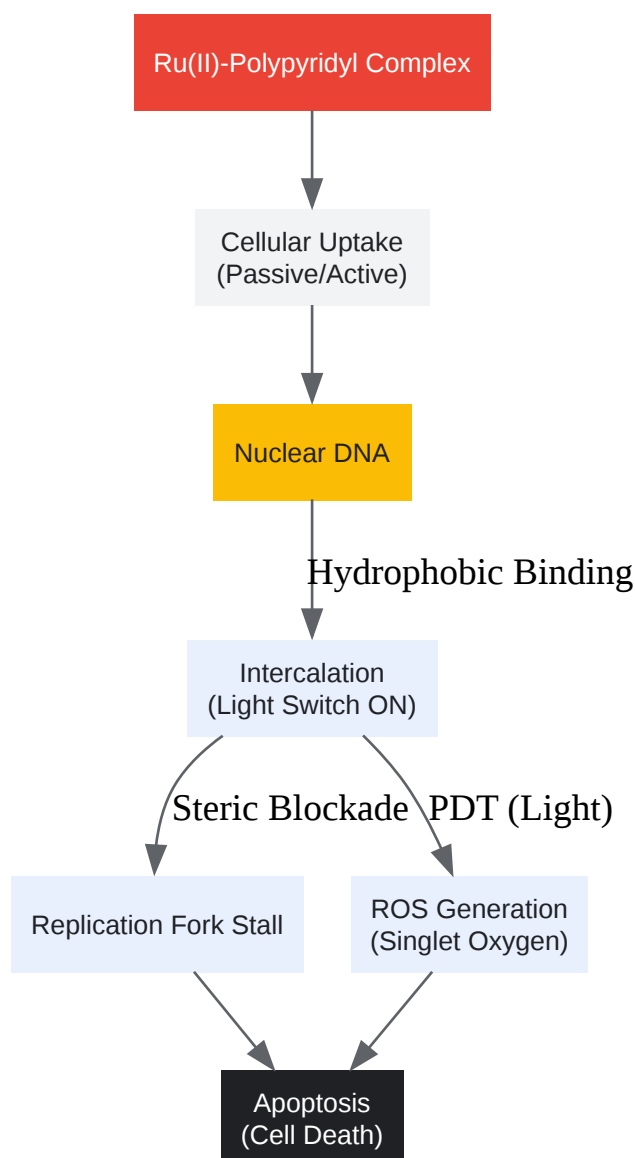 Ru(II)-Polypyridyl Complex
Cellular Uptake
(Passive/Active)
Nuclear DNA
Hydrophobic Binding
Intercalation
(Light Switch ON)
Steric Blockade
PDT (Light)
Replication Fork Stall
ROS Generation
(Singlet Oxygen)
Apoptosis
(Cell Death)